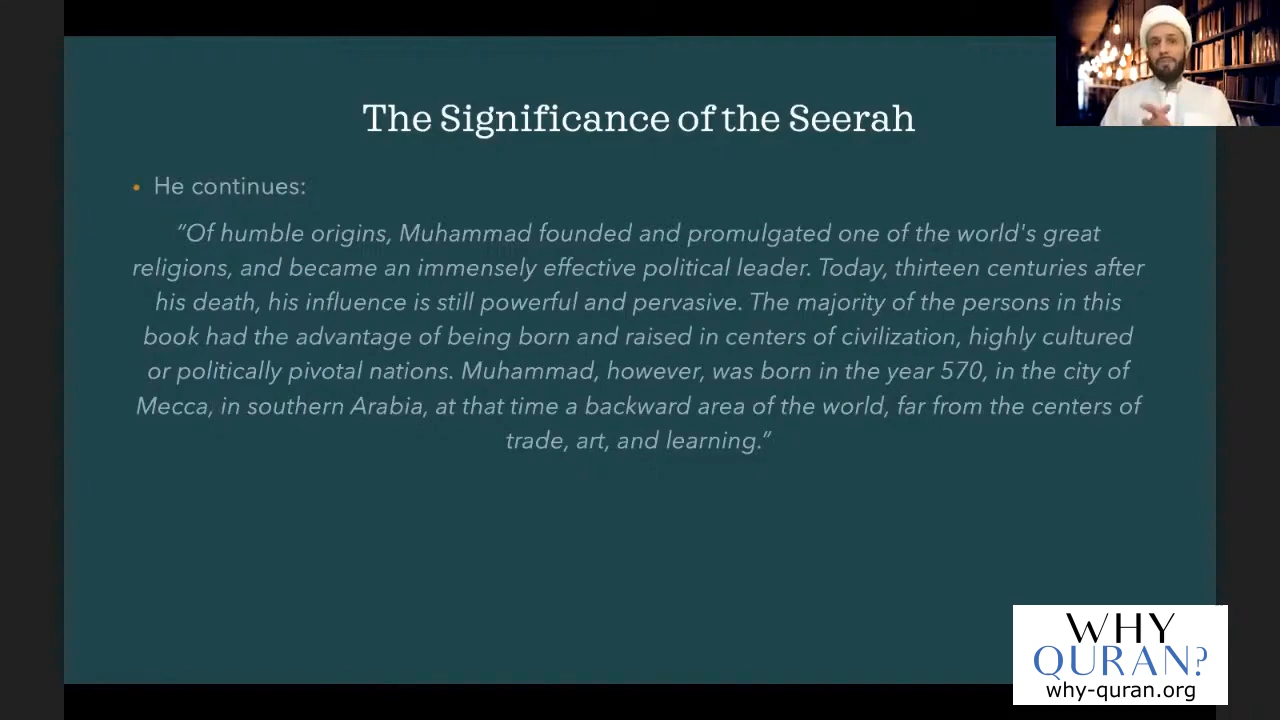 The Significance of the Seerah
• He continues:
“Of humble origins, Muhammad founded and promulgated one of the world's great
religions, and became an immensely effective political leader. Today, thirteen centuries after
his death, his influence is still powerful and pervasive. The majority of the persons in this
book had the advantage of being born and raised in centers of civilization, highly cultured
or politically pivotal nations. Muhammad, however, was born in the year 570, in the city of
Mecca, in southern Arabia, at that time a backward area of the world, far from the centers of
trade, art, and learning.”
WHY
QURAN?
why-quran.org